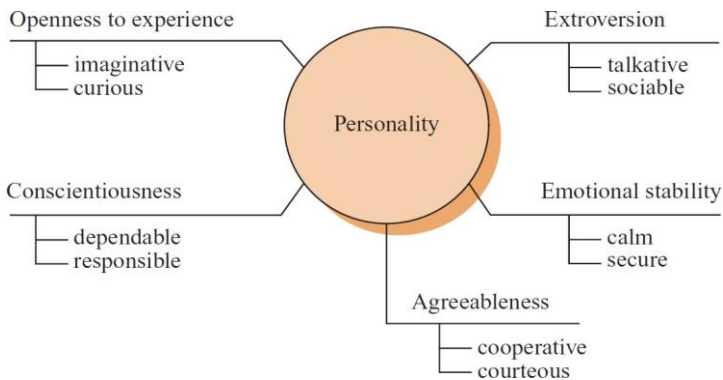 Openness to experience
imaginative
curious
Extroversion
talkative
sociable
Personality
Conscientiousness
dependable
responsible
Emotional stability
calm
secure
Agreeableness
cooperative
courteous